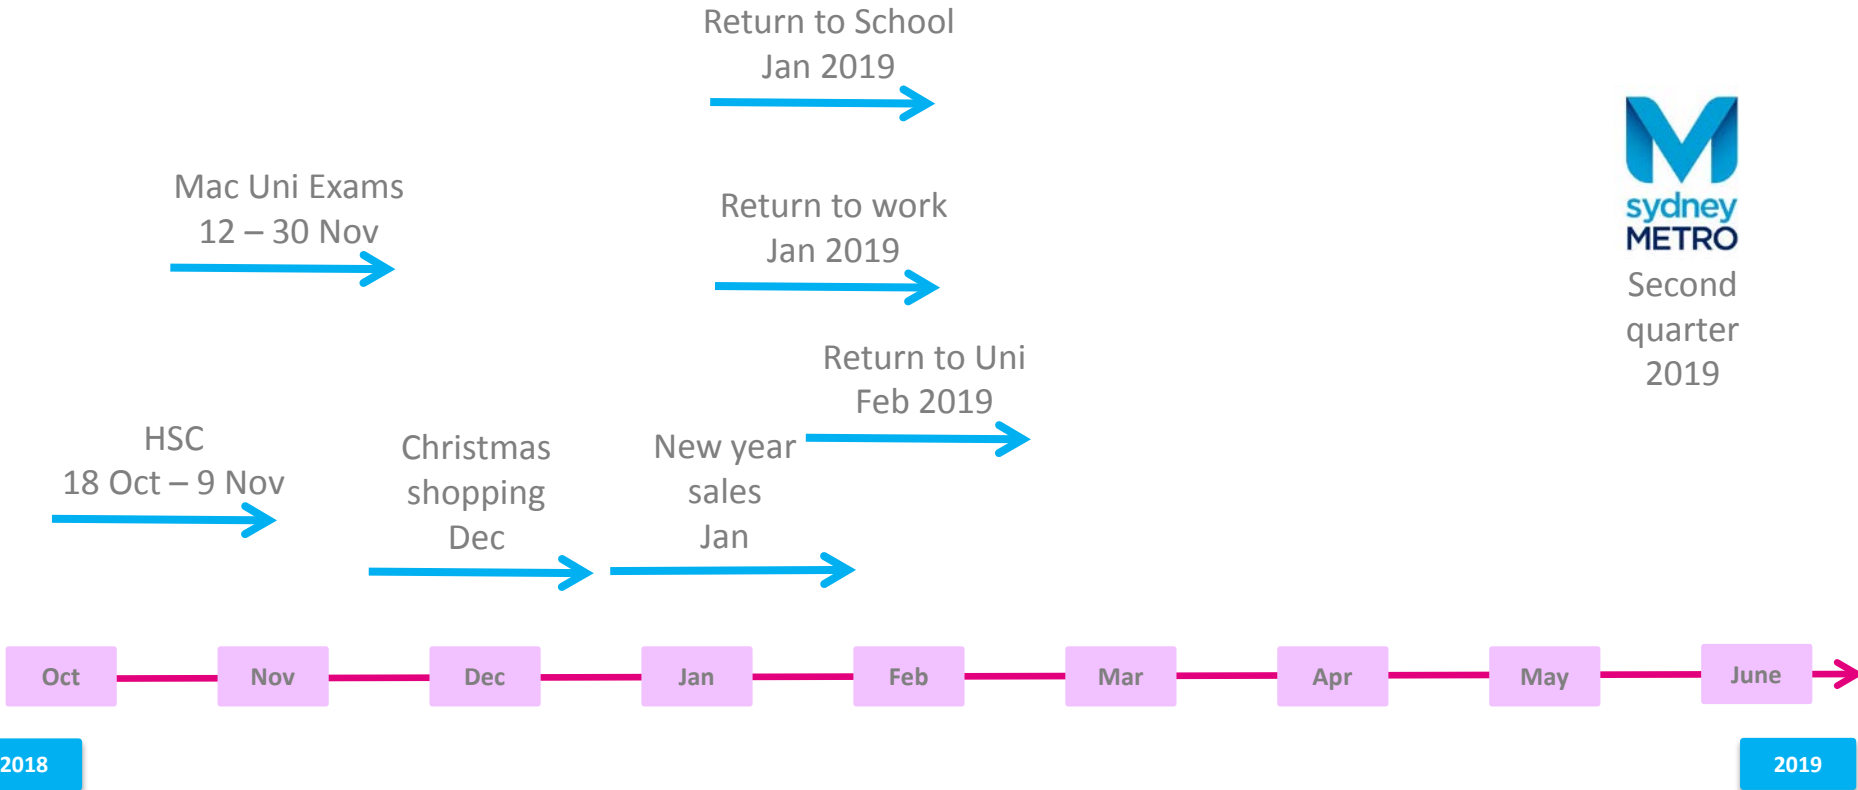 Return to School
Jan 2019
Mac Uni Exams
12 – 30 Nov
Return to work
Jan 2019
sydney
METRO
Second
quarter
2019
Return to Uni
Feb 2019
HSC
18 Oct – 9 Nov
Christmas
shopping
Dec
New year
sales
Jan
Oct
Nov
Dec
Jan
Feb
Mar
Apr
May
June
2018
2019